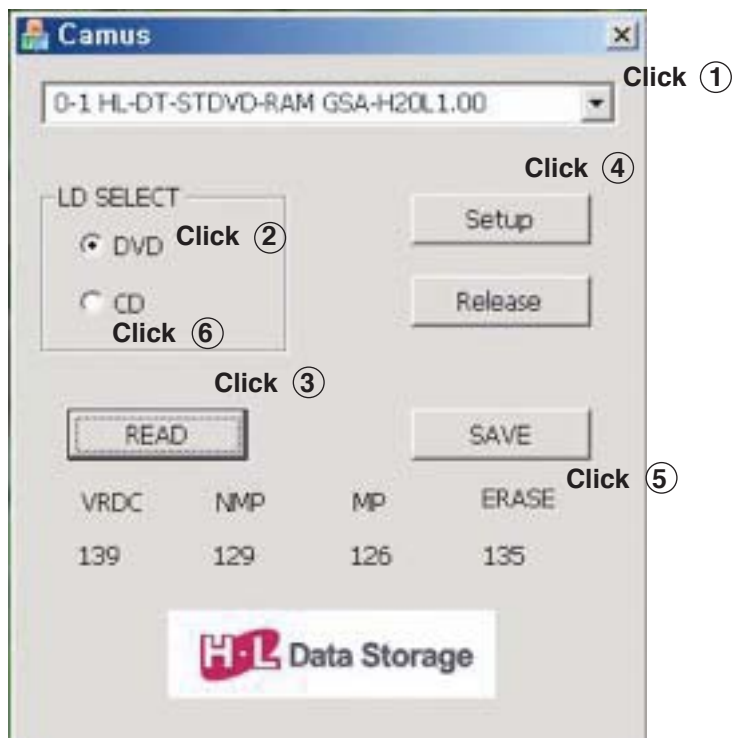 Camus
Click ①
0-1 HL-DT-STDVD-RAM GSA-H20L1.00
Click ④
LD SELECT
Setup
DVD Click ②
CD
Release
Click ⑥
Click ③
READ
SAVE
Click ⑤
VRDC NMP MP ERASE
139 129 126 135
H·L Data Storage